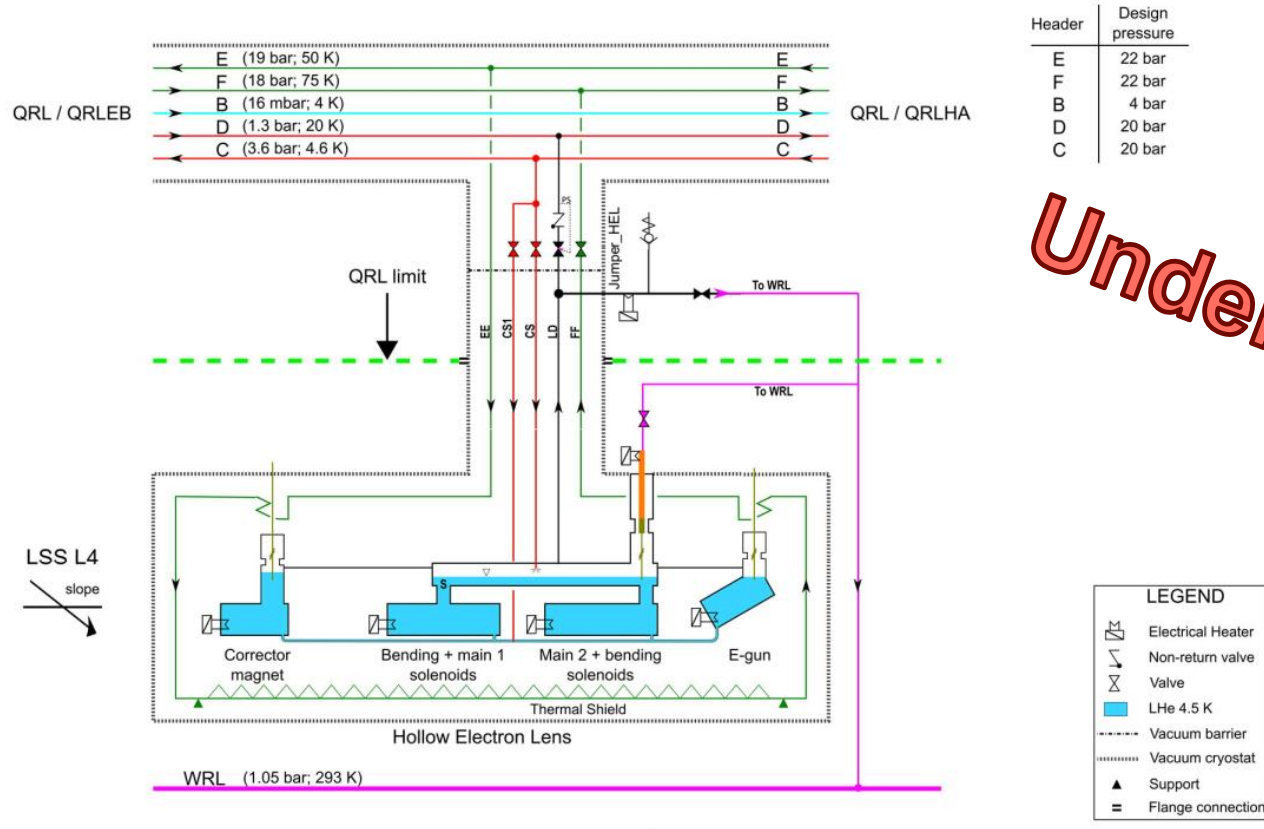 E (19 bar; 50 K) E
F (18 bar; 75 K) F
QRL / QRLEB B (16 mbar; 4 K) B QRL / QRLHA
D (1.3 bar; 20 K) D
C (3.6 bar; 4.6 K) C
Header Design pressure
E 22 bar
F 22 bar
B 4 bar
D 20 bar
C 20 bar
Under
Jumper_HEL
QRL limit
To WRL
EE CS1 CS LD FF
To WRL
LSS L4
slope
S
Corrector
magnet
Bending + main 1
solenoids
Main 2 + bending
solenoids
E-gun
Thermal Shield
Hollow Electron Lens
WRL (1.05 bar; 293 K)
LEGEND
Electrical Heater
Non-return valve
Valve
LHe 4.5 K
Vacuum barrier
Vacuum cryostat
Support
Flange connection